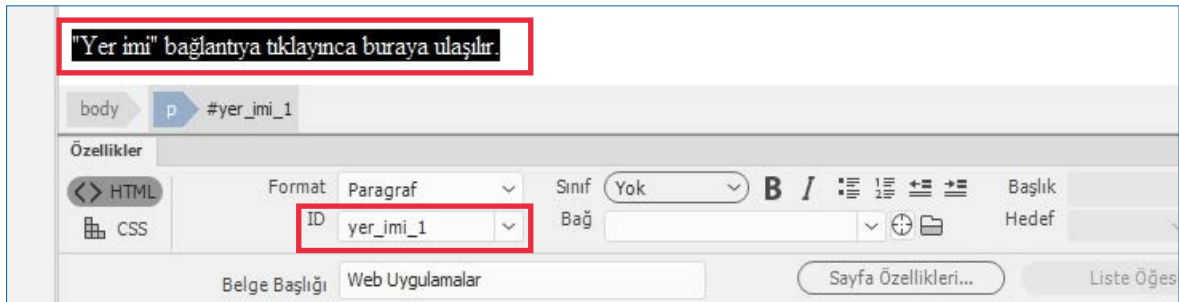 "Yer imi" bağlantıya tıklayınca buraya ulaşılır.
body p #yer_imi_1
Özellikler
<> HTML Format Paragraf Sınıf Yok B I Başlık
CSS ID yer_imi_1 Bağ Hedef
Belge Başlığı Web Uygulamalar Sayfa Özellikleri... Liste Öğes